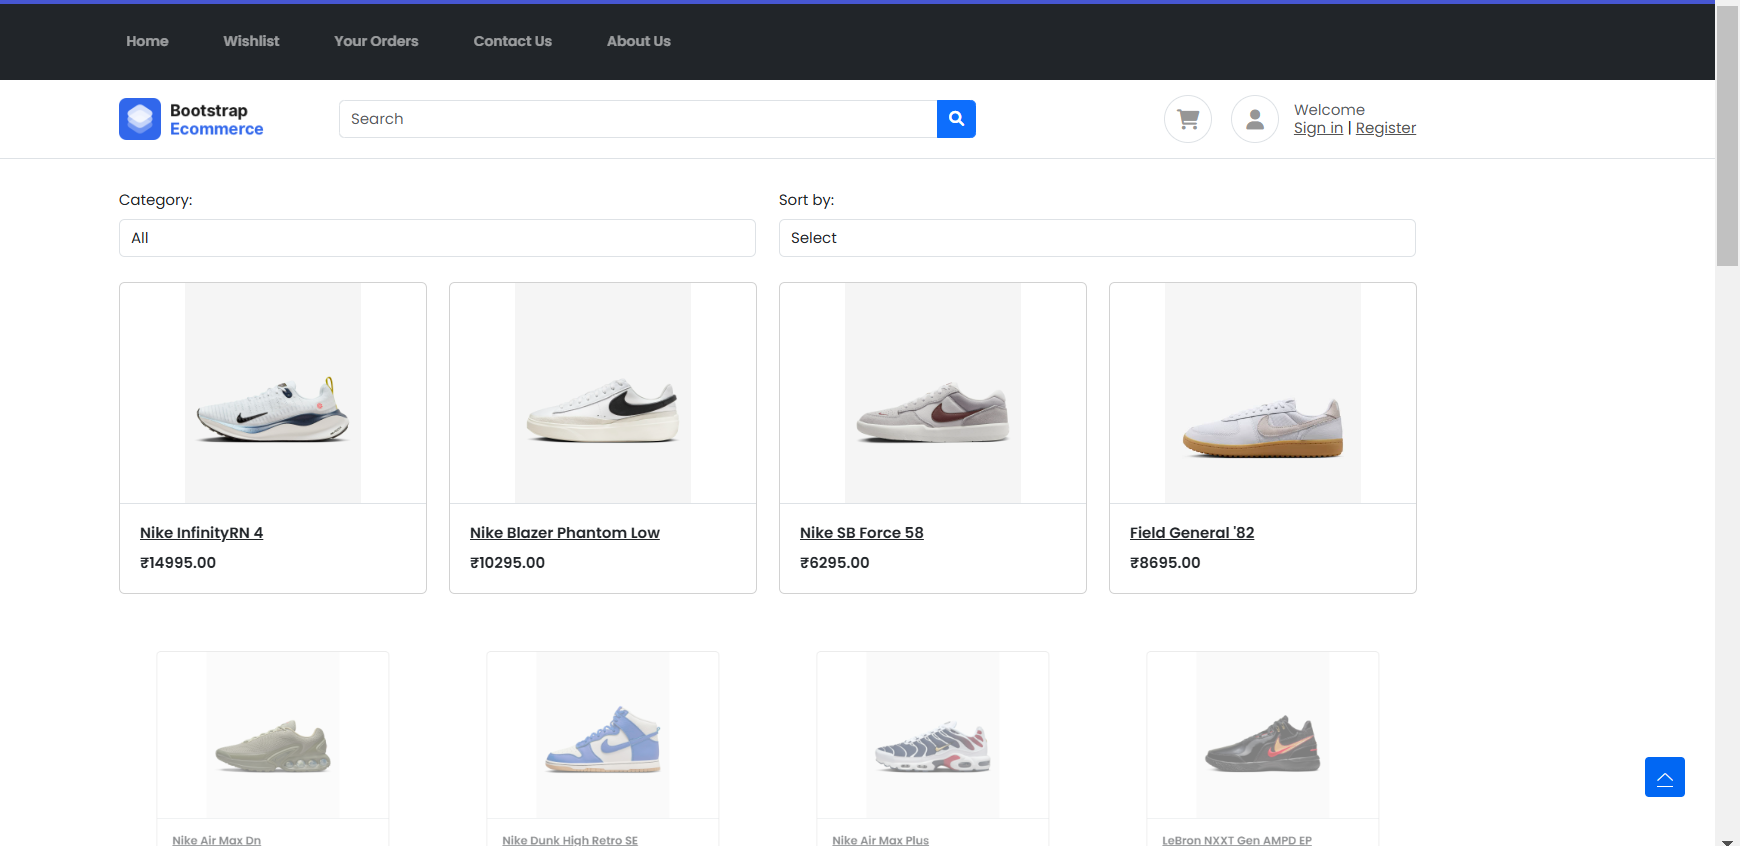 Home Wishlist Your Orders Contact Us About Us
Bootstrap
Ecommerce
Search
Welcome
Sign in | Register
Category:
All
Sort by:
Select
Nike InfinityRN 4
₹14995.00
Nike Blazer Phantom Low
₹10295.00
Nike SB Force 58
₹6295.00
Field General '82
₹8695.00
Nike Air Max Dn
Nike Dunk High Retro SE
Nike Air Max Plus
LeBron NXXT Gen AMPD EP